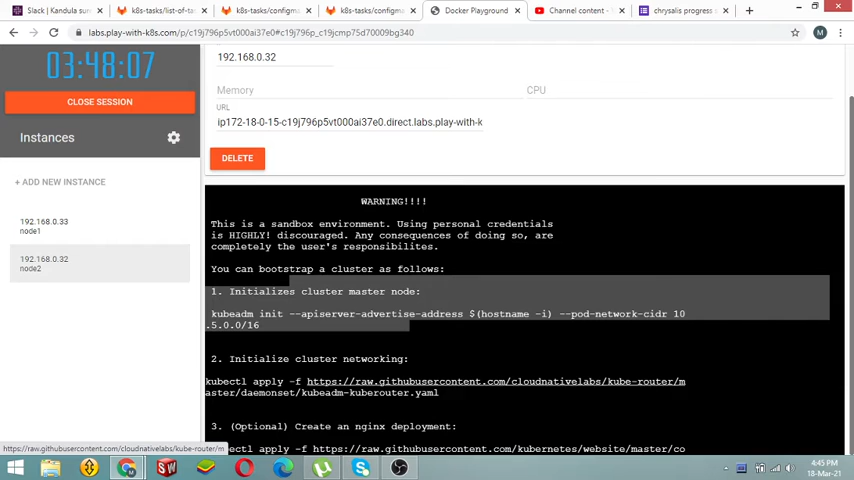 Slack | Kandula sur
k8s-tasks/list-of-ta
k8s-tasks/configma
k8s-tasks/configma
Docker Playground
Channel content -
chrysalis progress s
labs.play-with-k8s.com/p/c19j796p5vt000ai37e0#c19j796p_c19jcmp75d70009bg340
M
03:48:07
CLOSE SESSION
Instances
+ ADD NEW INSTANCE
192.168.0.33
node1
192.168.0.32
node2
192.168.0.32
Memory
CPU
URL
ip172-18-0-15-c19j796p5vt000ai37e0.direct.labs.play-with-k
DELETE
WARNING!!!!
This is a sandbox environment. Using personal credentials
is HIGHLY! discouraged. Any consequences of doing so, are
completely the user's responsibilites.
You can bootstrap a cluster as follows:
1. Initializes cluster master node:
kubeadm init --apiserver-advertise-address $(hostname -i) --pod-network-cidr 10
.5.0.0/16
2. Initialize cluster networking:
kubectl apply -f https://raw.githubusercontent.com/cloudnativelabs/kube-router/m
aster/daemonset/kubeadm-kuberouter.yaml
3. (Optional) Create an nginx deployment:
kubectl apply -f https://raw.githubusercontent.com/kubernetes/website/master/co
https://raw.githubusercontent.com/cloudnativelabs/kube-router/m
4:45 PM
18-Mar-21